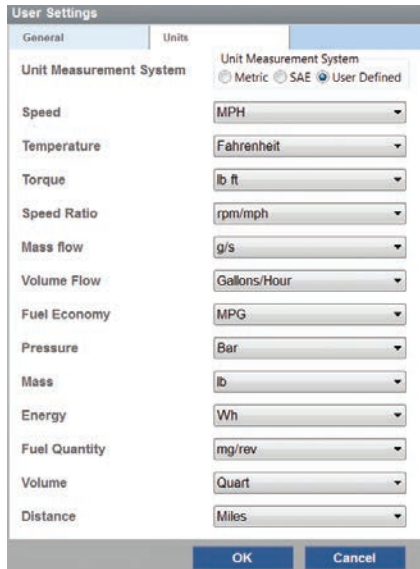 User Settings
General Units
Unit Measurement System
Unit Measurement System
Metric SAE User Defined
Speed MPH
Temperature Fahrenheit
Torque lb ft
Speed Ratio rpm/mph
Mass flow g/s
Volume Flow Gallons/Hour
Fuel Economy MPG
Pressure Bar
Mass lb
Energy Wh
Fuel Quantity mg/rev
Volume Quart
Distance Miles
OK Cancel